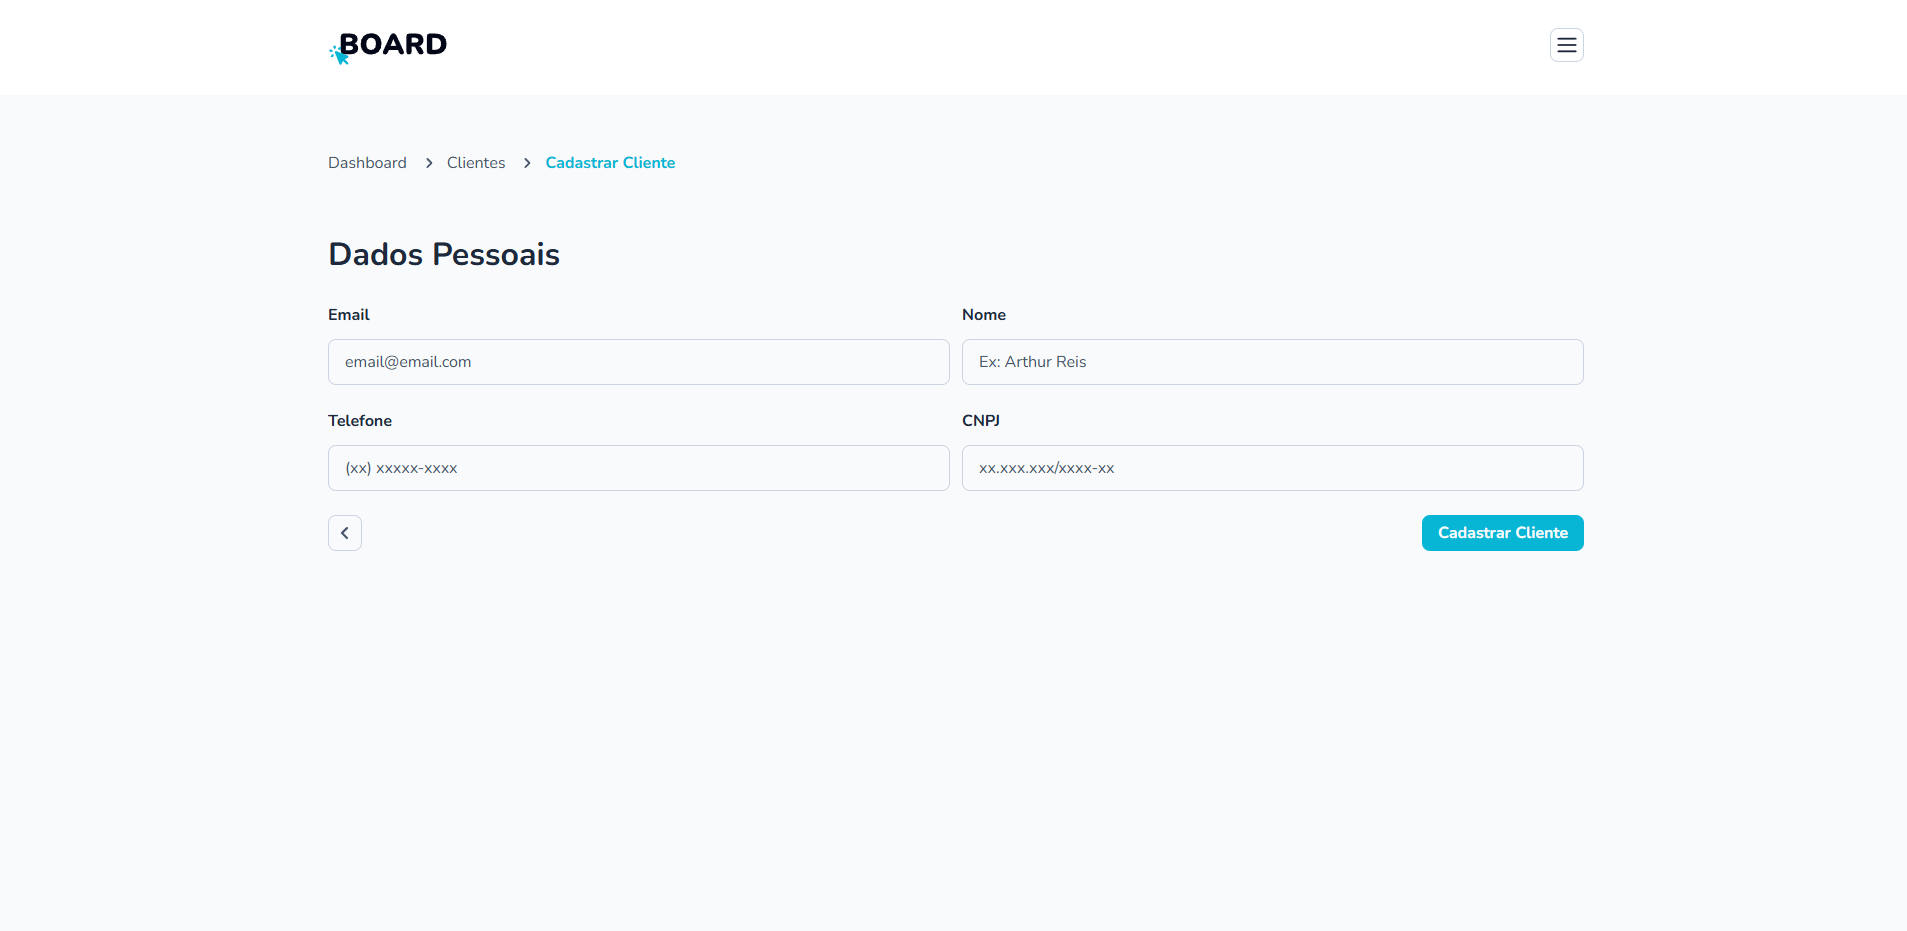 BOARD
Dashboard > Clientes > Cadastrar Cliente
Dados Pessoais
Email Nome
email@email.com Ex: Arthur Reis
Telefone CNPJ
(xx) xxxxx-xxxx xx.xxx.xxx/xxxx-xx
Cadastrar Cliente